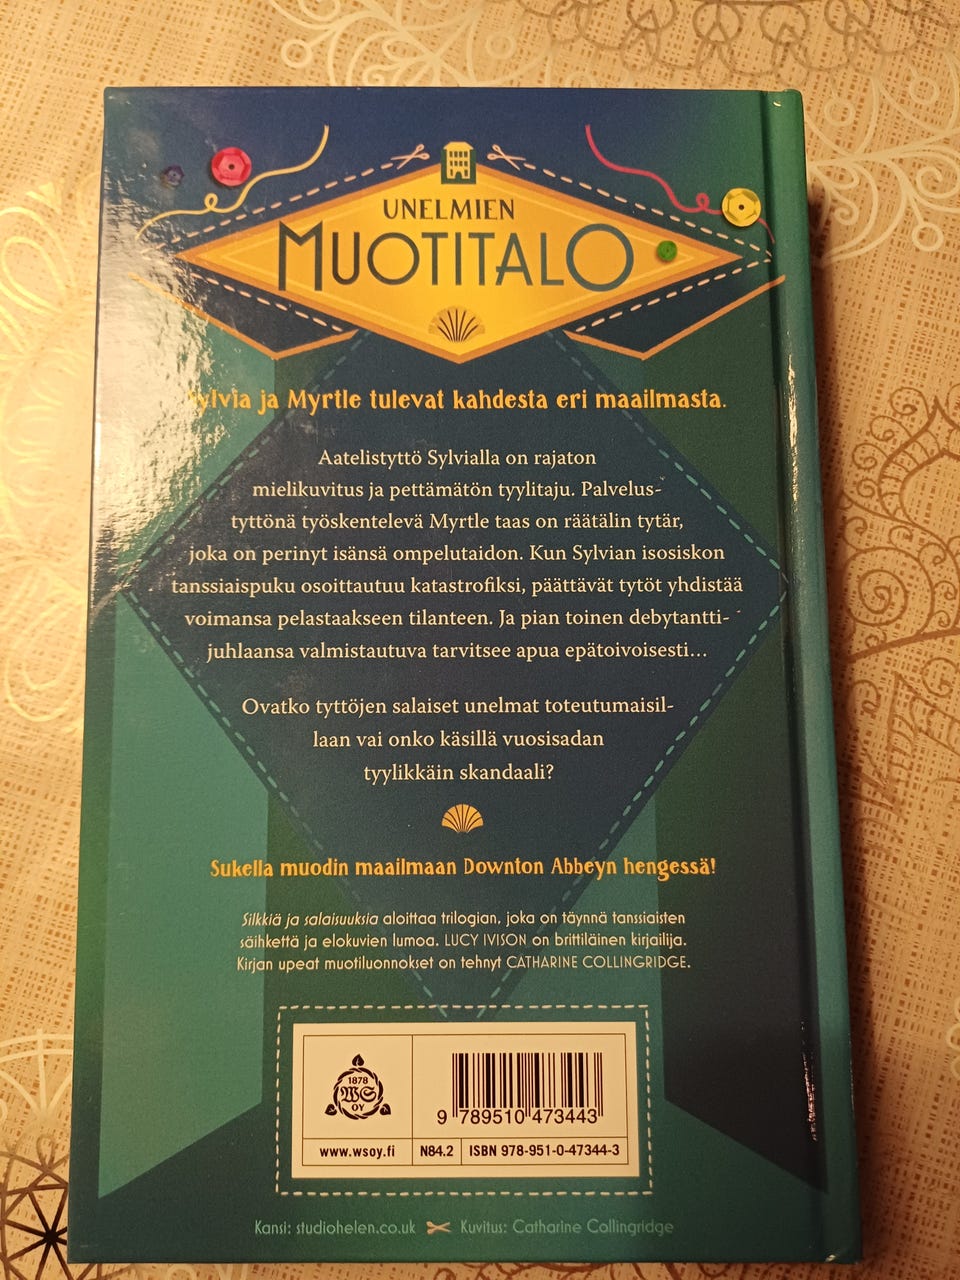 UNELMIEN
MUOTITALO
Sylvia ja Myrtle tulevat kahdesta eri maailmasta.
Aatelistyttö Sylvialla on rajaton
mielikuvitus ja pettämätön tyylitaju. Palvelus-
tyttönä työskentelevä Myrtle taas on räätälin tytär,
joka on perinyt isänsä ompelutaidon. Kun Sylvian isosiskon
tanssiaispuku osoittautuu katastrofiksi, päättävät tytöt yhdistää
voimansa pelastaakseen tilanteen. Ja pian toinen debytantti-
juhlaansa valmistautuva tarvitsee apua epätoivoisesti...
Ovatko tyttöjen salaiset unelmat toteutumaisil-
laan vai onko käsillä vuosisadan
tyylikkäin skandaali?
Sukella muodin maailmaan Downton Abbeyn hengessä!
Silkkiä ja salaisuuksia aloittaa trilogian, joka on täynnä tanssiaisten
säihkettä ja elokuvien lumoa. LUCY IVISON on brittiläinen kirjailija.
Kirjan upeat muotiluonnokset on tehnyt CATHARINE COLLINGRIDGE.
1878
WS
OY
9 789510 473443
www.wsoy.fi N84.2 ISBN 978-951-0-47344-3
Kansi: studiohelen.co.uk Kuvitus: Catharine Collingridge